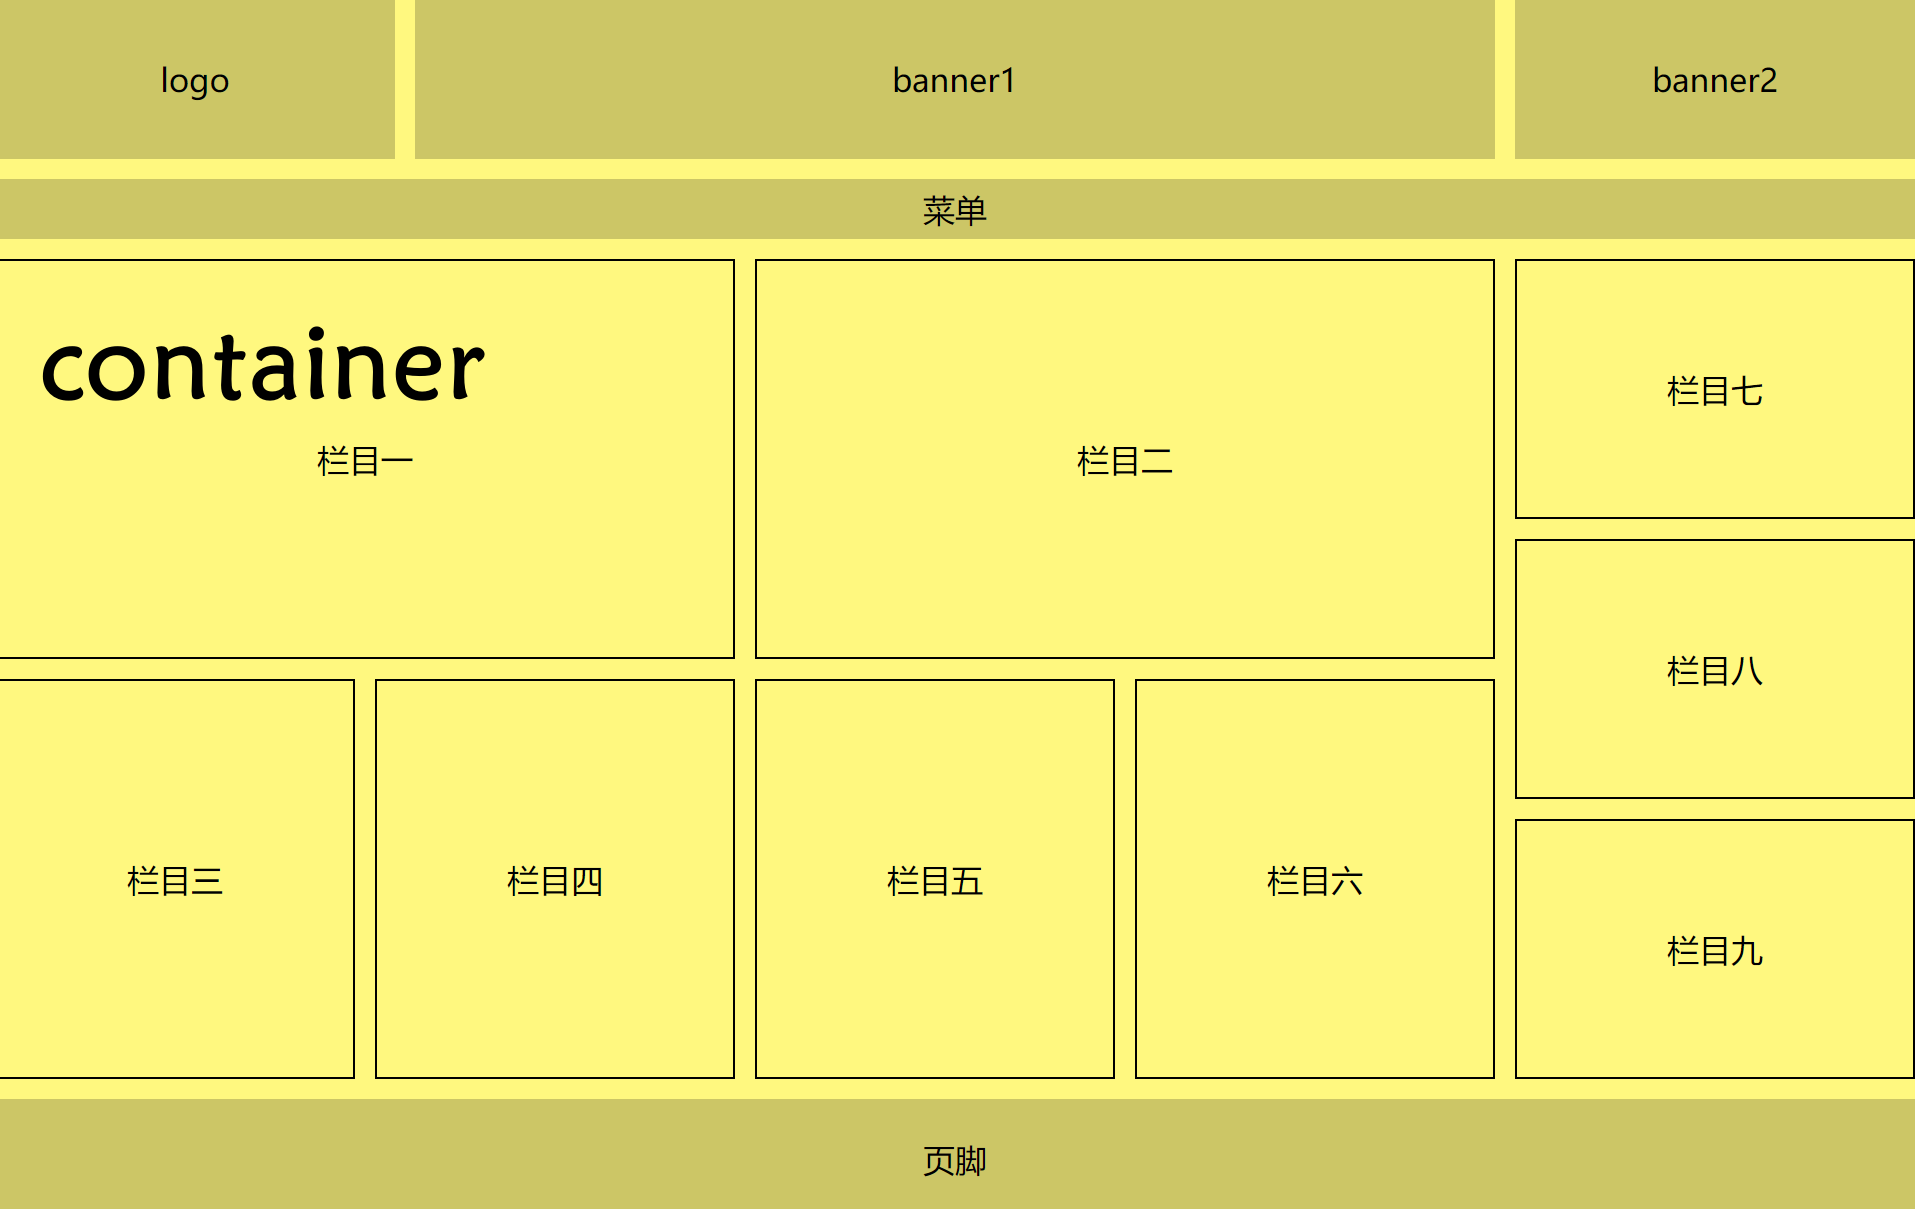 logo
banner1
banner2
菜单
container
栏目一
栏目二
栏目七
栏目八
栏目三
栏目四
栏目五
栏目六
栏目九
页脚